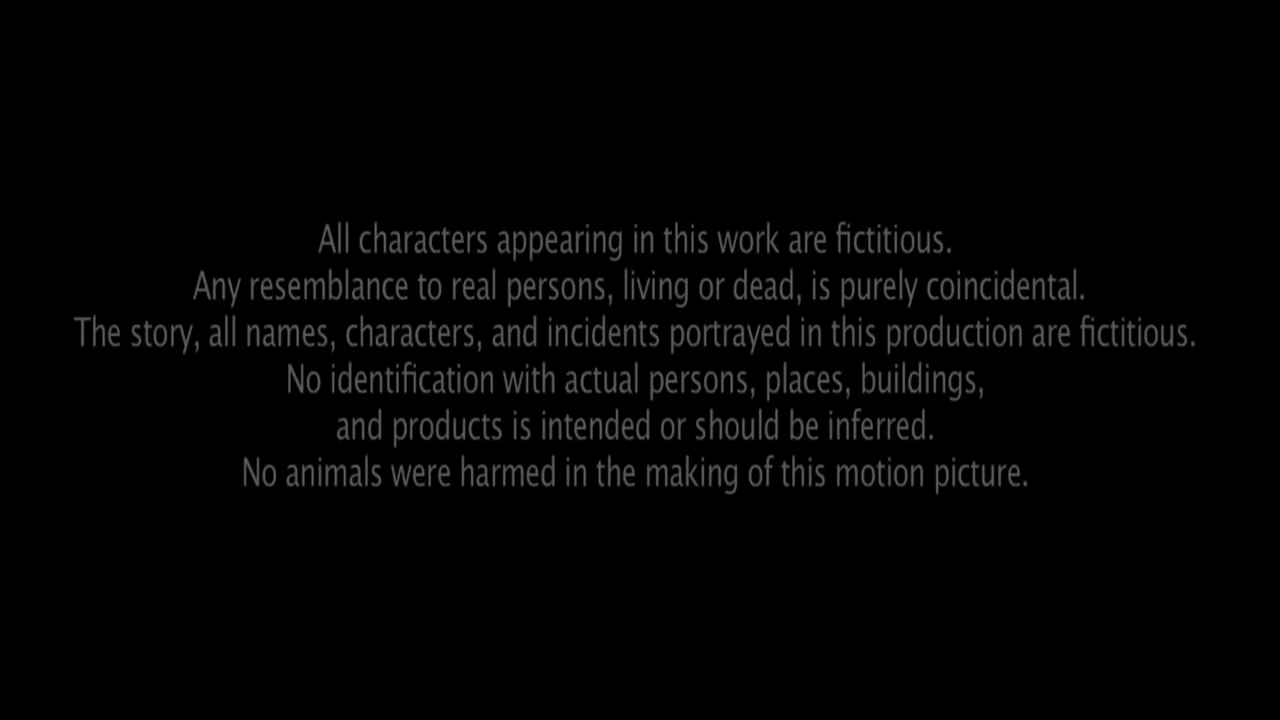 All characters appearing in this work are fictitious.
Any resemblance to real persons, living or dead, is purely coincidental.
The story, all names, characters, and incidents portrayed in this production are fictitious.
No identification with actual persons, places, buildings,
and products is intended or should be inferred.
No animals were harmed in the making of this motion picture.